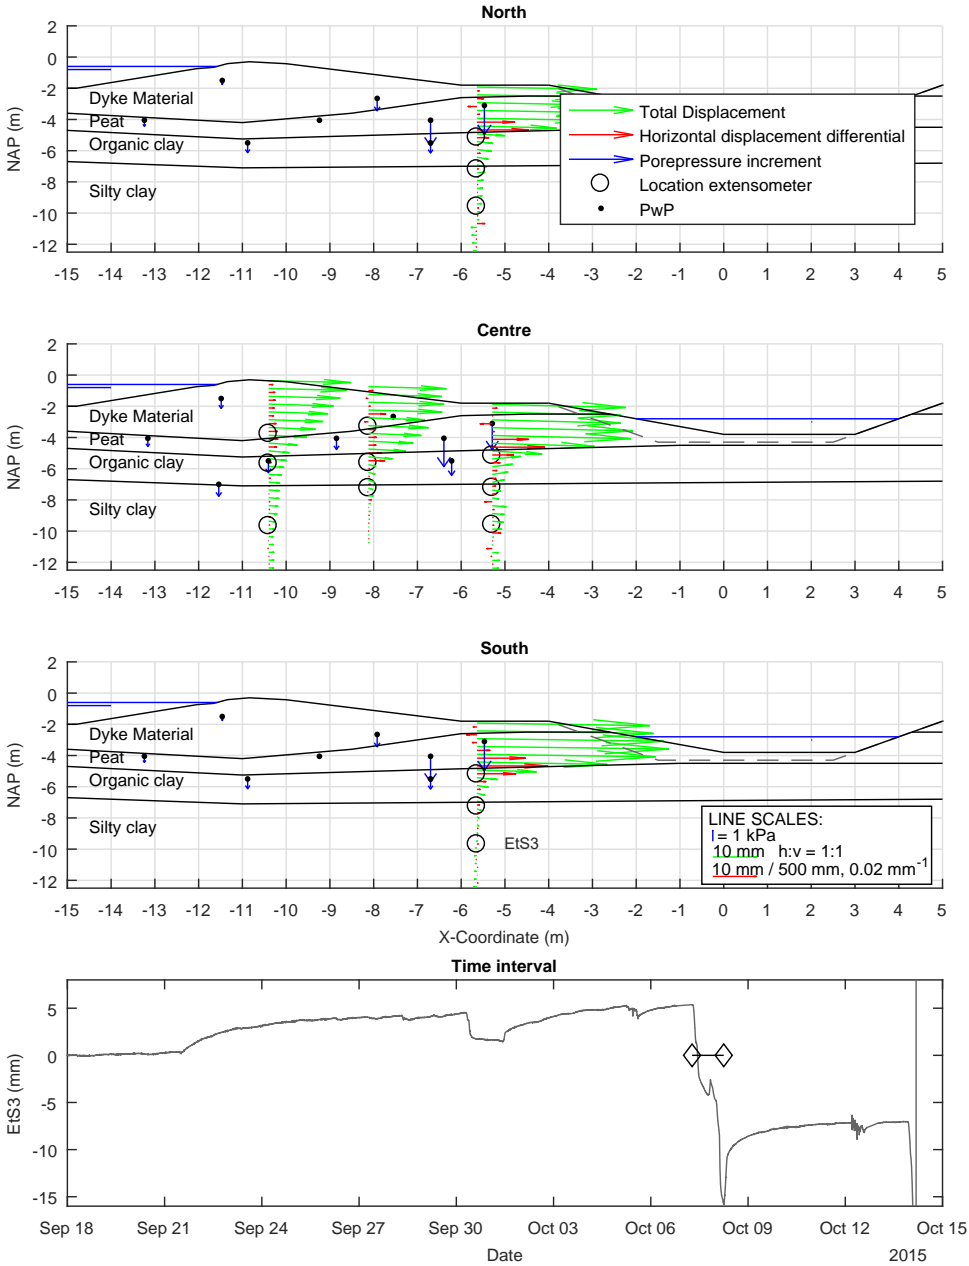 North
2
0
-2
-4
-6
-8
-10
-12
NAP (m)
Dyke Material
Peat
Organic clay
Silty clay
Total Displacement
Horizontal displacement differential
Porepressure increment
Location extensometer
PwP
-15 -14 -13 -12 -11 -10 -9 -8 -7 -6 -5 -4 -3 -2 -1 0 1 2 3 4 5
Centre
2
0
-2
-4
-6
-8
-10
-12
NAP (m)
Dyke Material
Peat
Organic clay
Silty clay
-15 -14 -13 -12 -11 -10 -9 -8 -7 -6 -5 -4 -3 -2 -1 0 1 2 3 4 5
South
2
0
-2
-4
-6
-8
-10
-12
NAP (m)
Dyke Material
Peat
Organic clay
Silty clay
EtS3
LINE SCALES:
= 1 kPa
10 mm h:v = 1:1
10 mm / 500 mm, 0.02 mm⁻¹
-15 -14 -13 -12 -11 -10 -9 -8 -7 -6 -5 -4 -3 -2 -1 0 1 2 3 4 5
X-Coordinate (m)
Time interval
5
0
-5
-10
-15
EtS3 (mm)
Sep 18 Sep 21 Sep 24 Sep 27 Sep 30 Oct 03 Oct 06 Oct 09 Oct 12 Oct 15
Date
2015